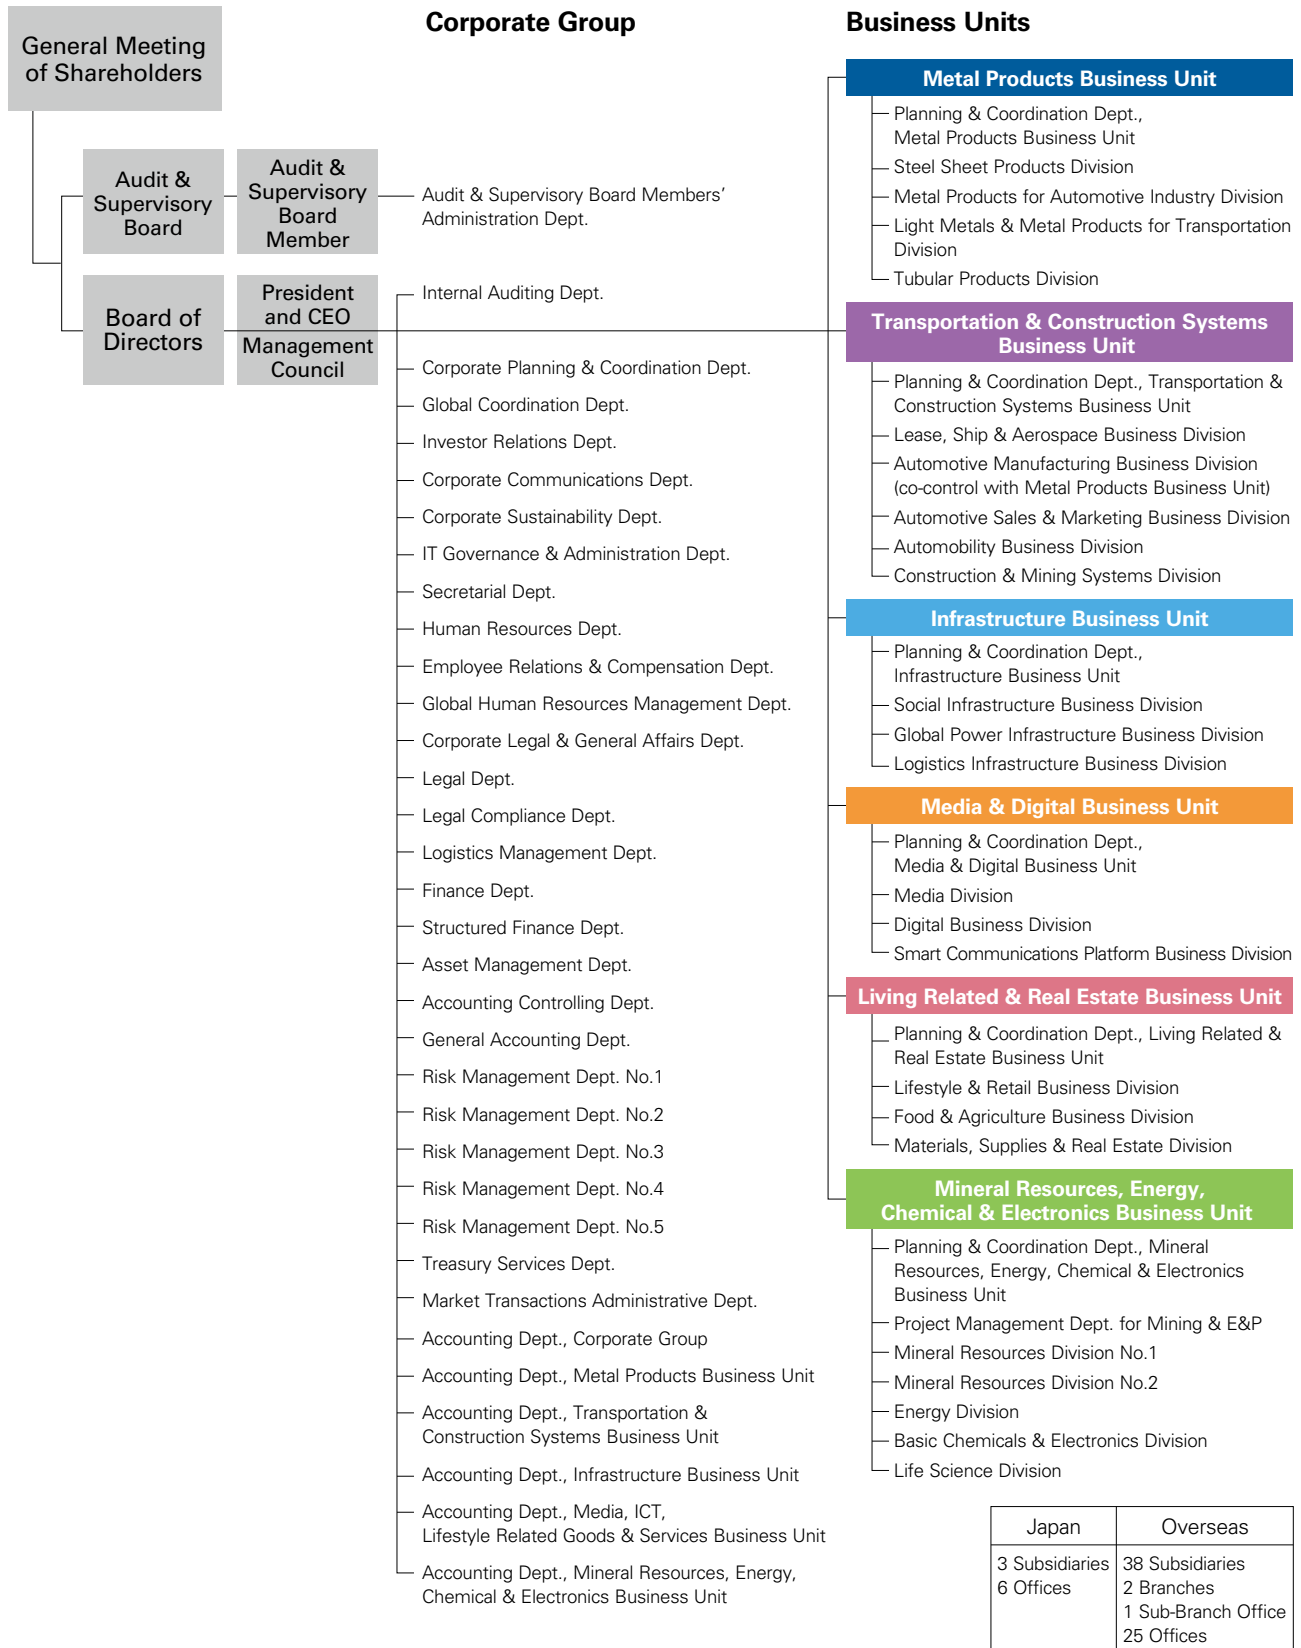 General Meeting
of Shareholders
Audit &
Supervisory
Board
Audit &
Supervisory
Board
Member
Board of
Directors
President
and CEO
Management
Council
Corporate Group
Audit & Supervisory Board Members’
Administration Dept.
Internal Auditing Dept.
Corporate Planning & Coordination Dept.
Global Coordination Dept.
Investor Relations Dept.
Corporate Communications Dept.
Corporate Sustainability Dept.
IT Governance & Administration Dept.
Secretarial Dept.
Human Resources Dept.
Employee Relations & Compensation Dept.
Global Human Resources Management Dept.
Corporate Legal & General Affairs Dept.
Legal Dept.
Legal Compliance Dept.
Logistics Management Dept.
Finance Dept.
Structured Finance Dept.
Asset Management Dept.
Accounting Controlling Dept.
General Accounting Dept.
Risk Management Dept. No.1
Risk Management Dept. No.2
Risk Management Dept. No.3
Risk Management Dept. No.4
Risk Management Dept. No.5
Treasury Services Dept.
Market Transactions Administrative Dept.
Accounting Dept., Corporate Group
Accounting Dept., Metal Products Business Unit
Accounting Dept., Transportation &
Construction Systems Business Unit
Accounting Dept., Infrastructure Business Unit
Accounting Dept., Media, ICT,
Lifestyle Related Goods & Services Business Unit
Accounting Dept., Mineral Resources, Energy,
Chemical & Electronics Business Unit
Business Units
Metal Products Business Unit
Planning & Coordination Dept.,
Metal Products Business Unit
Steel Sheet Products Division
Metal Products for Automotive Industry Division
Light Metals & Metal Products for Transportation
Division
Tubular Products Division
Transportation & Construction Systems
Business Unit
Planning & Coordination Dept., Transportation &
Construction Systems Business Unit
Lease, Ship & Aerospace Business Division
Automotive Manufacturing Business Division
(co-control with Metal Products Business Unit)
Automotive Sales & Marketing Business Division
Automobility Business Division
Construction & Mining Systems Division
Infrastructure Business Unit
Planning & Coordination Dept.,
Infrastructure Business Unit
Social Infrastructure Business Division
Global Power Infrastructure Business Division
Logistics Infrastructure Business Division
Media & Digital Business Unit
Planning & Coordination Dept.,
Media & Digital Business Unit
Media Division
Digital Business Division
Smart Communications Platform Business Division
Living Related & Real Estate Business Unit
Planning & Coordination Dept., Living Related &
Real Estate Business Unit
Lifestyle & Retail Business Division
Food & Agriculture Business Division
Materials, Supplies & Real Estate Division
Mineral Resources, Energy,
Chemical & Electronics Business Unit
Planning & Coordination Dept., Mineral
Resources, Energy, Chemical & Electronics
Business Unit
Project Management Dept. for Mining & E&P
Mineral Resources Division No.1
Mineral Resources Division No.2
Energy Division
Basic Chemicals & Electronics Division
Life Science Division
Japan
3 Subsidiaries
6 Offices
Overseas
38 Subsidiaries
2 Branches
1 Sub-Branch Office
25 Offices